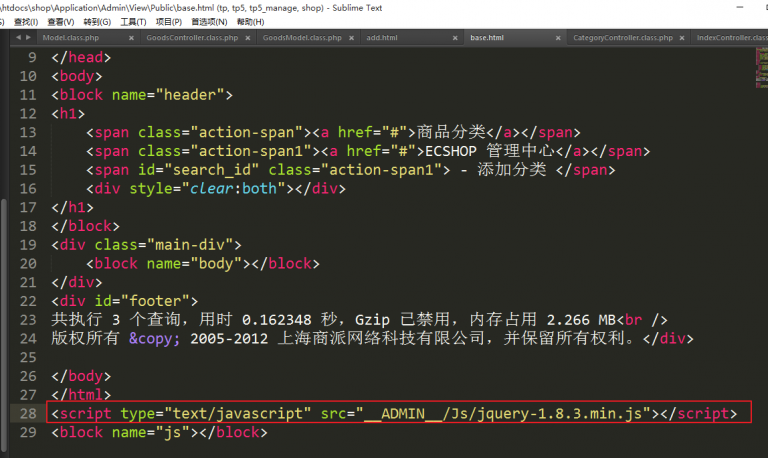 \htdocs\shop\Application\Admin\View\Public\base.html (tp, tp5, tp5_manage, shop) - Sublime Text
查找(I) 查看(V) 转到(G) 工具(T) 项目(P) 首选项(N) 帮助(H)
Model.class.php × GoodsController.class.php × GoodsModel.class.php × add.html × base.html × CategoryController.class.php × IndexController.class
9 </head>
10 <body>
11 <block name="header">
12 <h1>
13 <span class="action-span"><a href="#">商品分类</a></span>
14 <span class="action-span1"><a href="#">ECSHOP 管理中心</a></span>
15 <span id="search_id" class="action-span1"> - 添加分类 </span>
16 <div style="clear:both"></div>
17 </h1>
18 </block>
19 <div class="main-div">
20 <block name="body"></block>
21 </div>
22 <div id="footer">
23 共执行 3 个查询，用时 0.162348 秒，Gzip 已禁用，内存占用 2.266 MB<br />
24 版权所有 &copy; 2005-2012 上海商派网络科技有限公司，并保留所有权利。</div>
25
26 </body>
27 </html>
28 <script type="text/javascript" src="__ADMIN__/Js/jquery-1.8.3.min.js"></script>
29 <block name="js"></block>